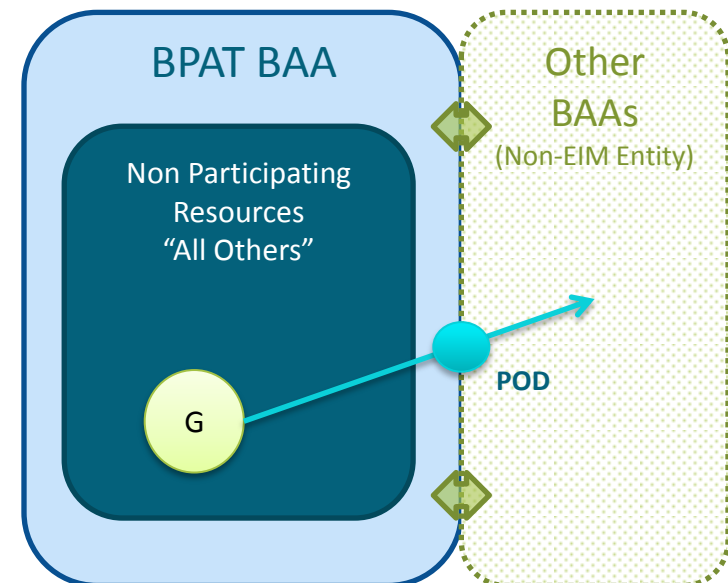 BPAT BAA
Non Participating
Resources
“All Others”
G
Other
BAAs
(Non-EIM Entity)
POD